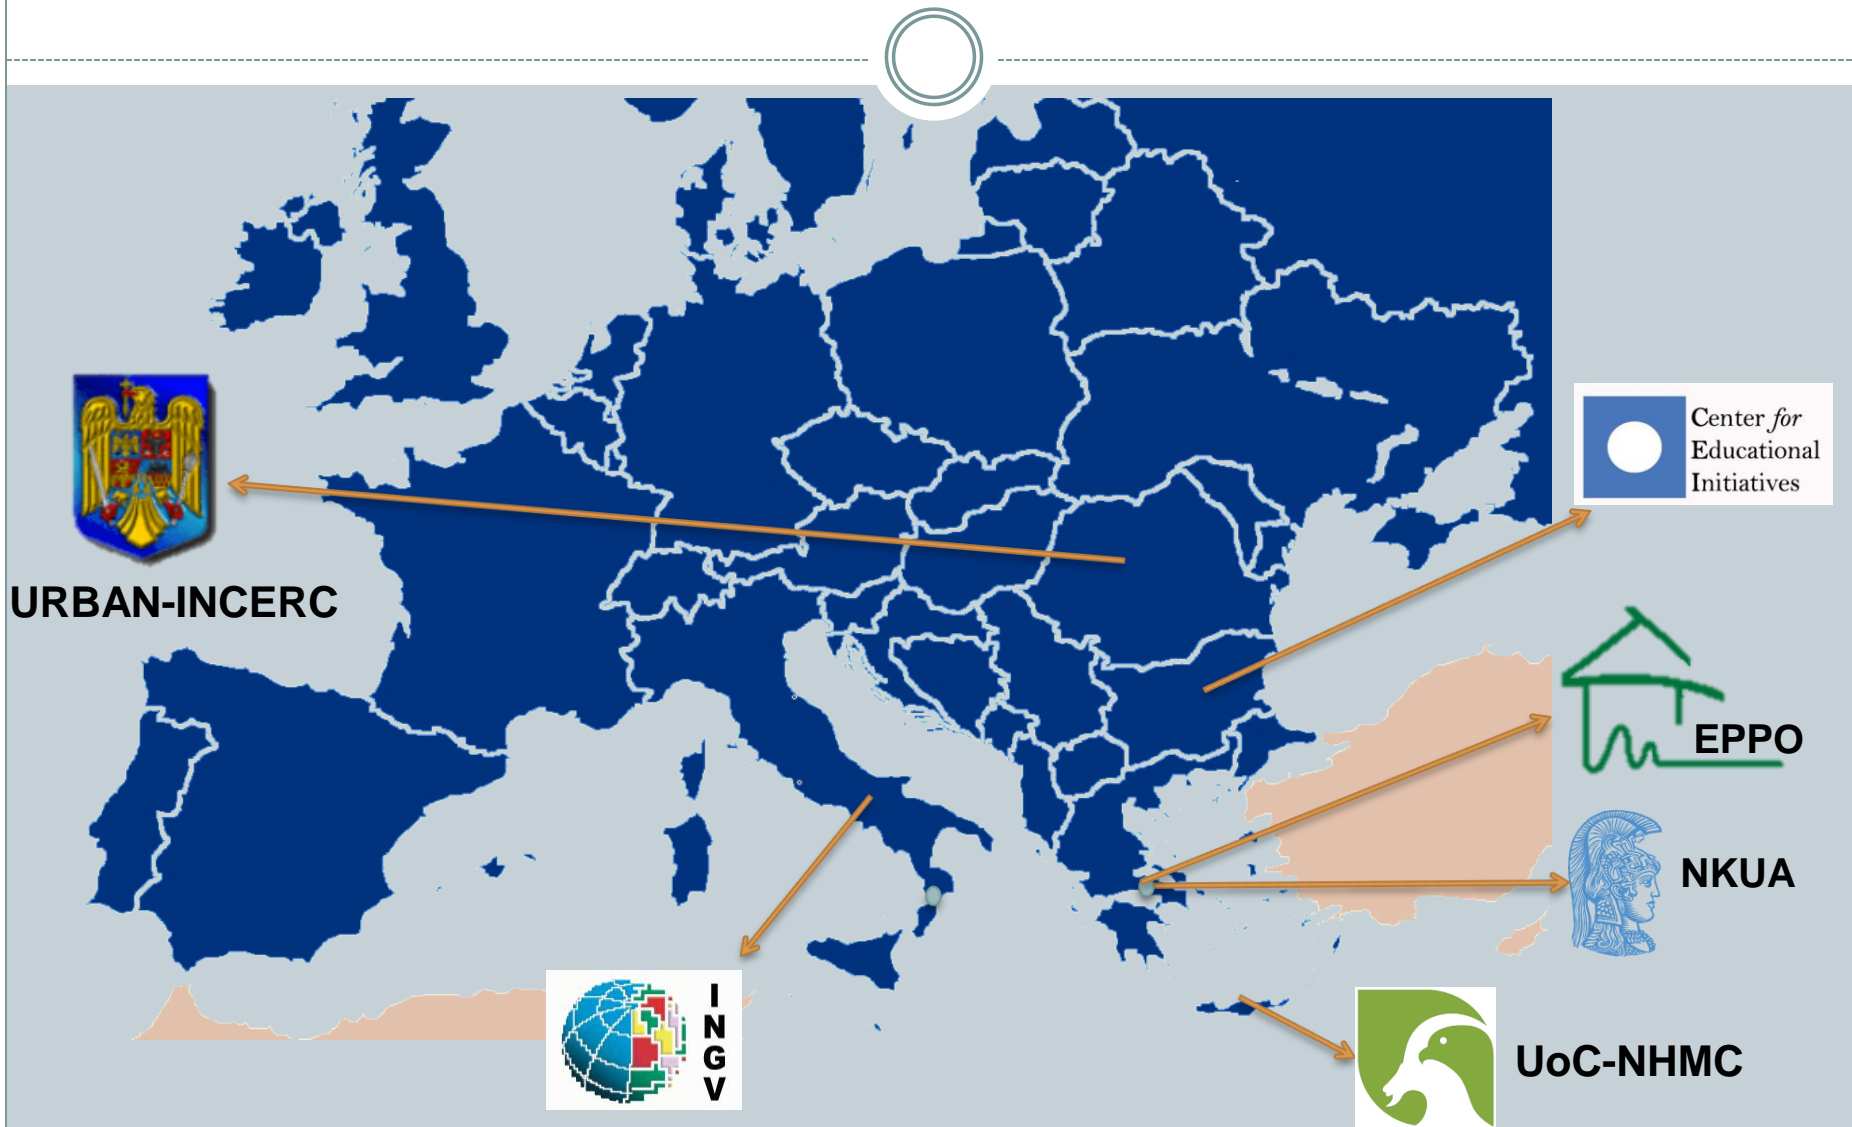 Center for
Educational
Initiatives
URBAN-INCERC
EPPO
NKUA
I
N
G
V
UoC-NHMC